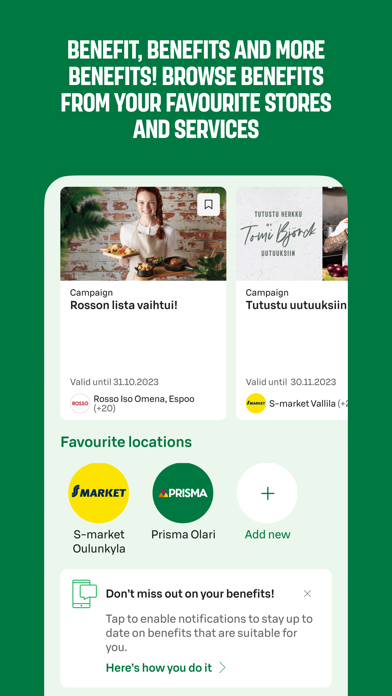 BENEFIT, BENEFITS AND MORE
BENEFITS! BROWSE BENEFITS
FROM YOUR FAVOURITE STORES
AND SERVICES
TUTUSTU HERKKU
BY
Tomi Björck
UUTUUKSIIN
Campaign
Rosson lista vaihtui!
Valid until 31.10.2023
ROSSO
Rosso Iso Omena, Espoo
(+20)
Campaign
Tutustu uutuuksiin
Valid until 30.11.2023
S-market Vallila (+2
Favourite locations
S MARKET
PRISMA
+
S-market
Oulunkyla
Prisma Olari
Add new
Don't miss out on your benefits!
Tap to enable notifications to stay up to
date on benefits that are suitable for
you.
Here's how you do it